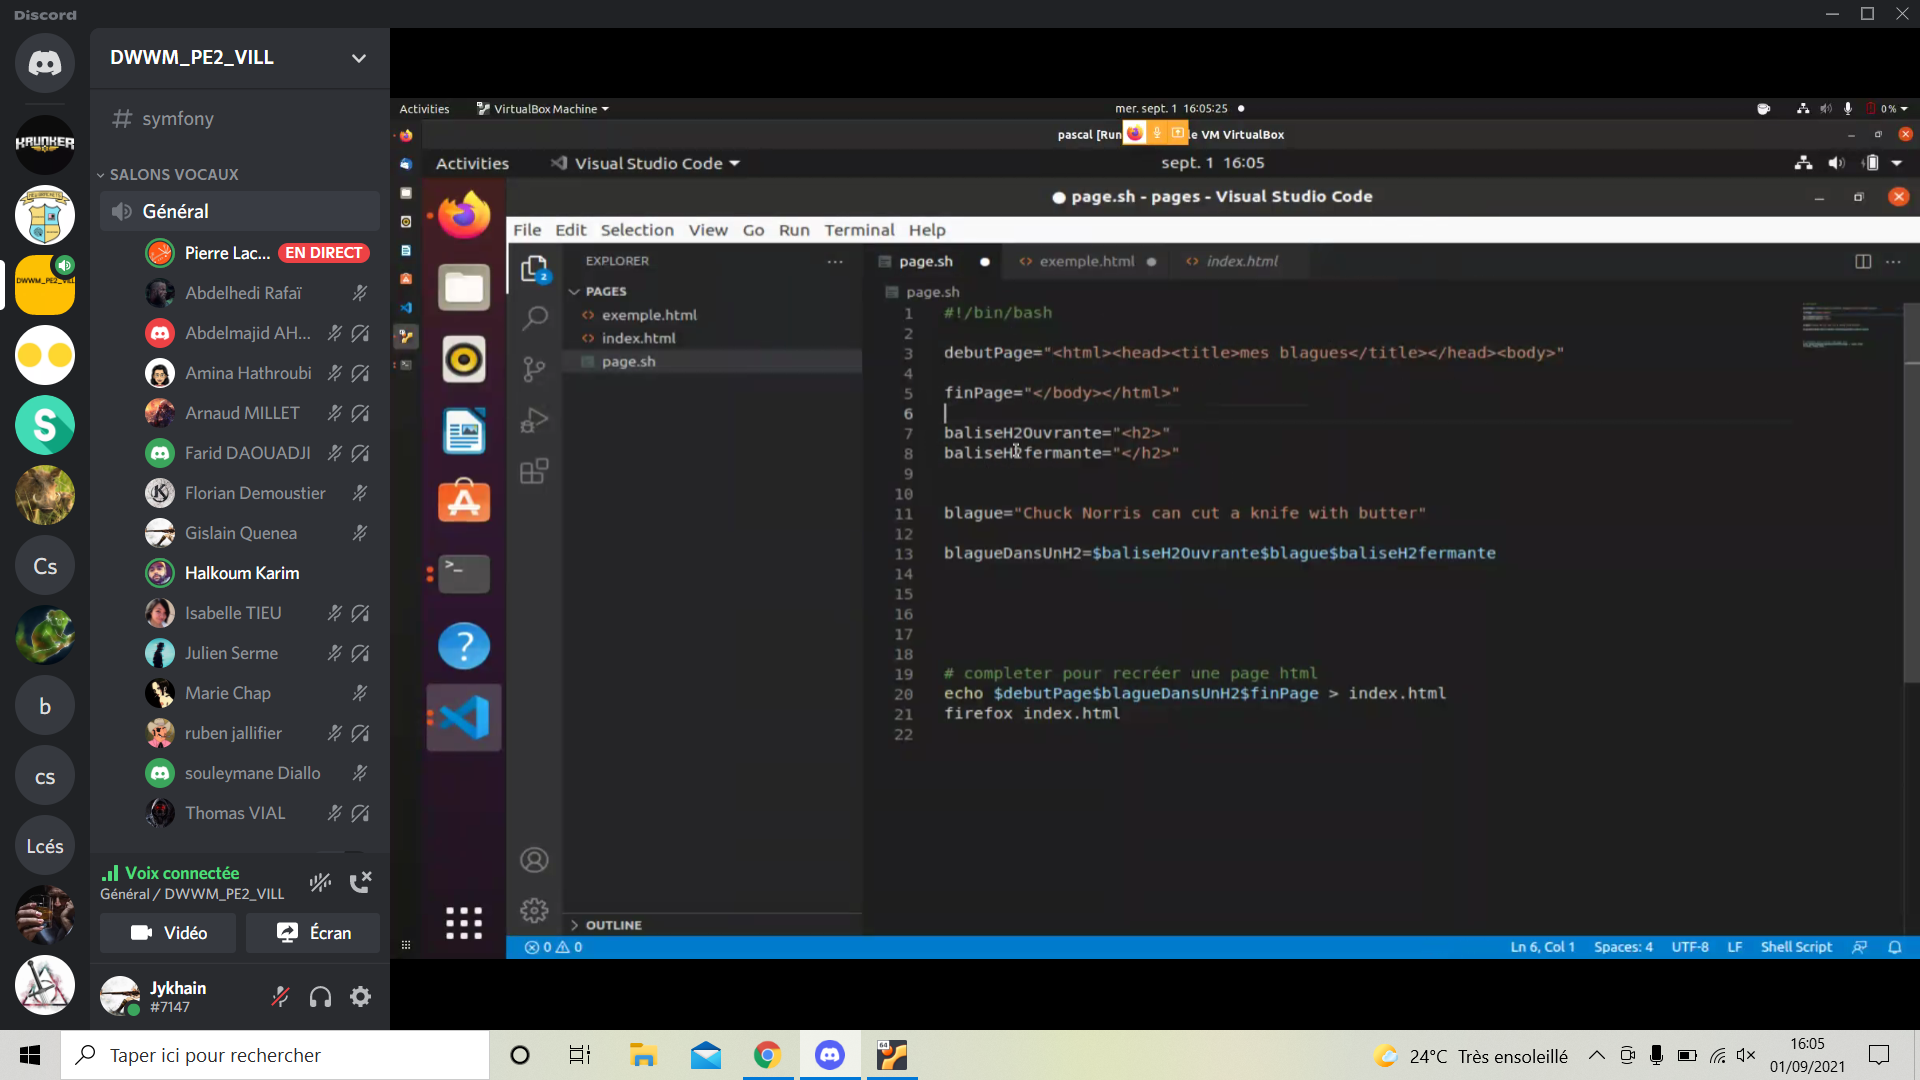 Discord
DWWM_PE2_VILL
symfony
SALONS VOCAUX
Général
Pierre Lac... EN DIRECT
Abdelhedi Rafaï
Abdelmajid AH...
Amina Hathroubi
Arnaud MILLET
Farid DAOUADJI
Florian Demoustier
Gislain Quenea
Halkoum Karim
Isabelle TIEU
Julien Serme
Marie Chap
ruben jallifier
souleymane Diallo
Thomas VIAL
Voix connectée
Général / DWWM_PE2_VILL
Vidéo
Écran
Jykhain
#7147
KRUNKER
DWWM_PE2_VILL
S
Cs
b
cs
Lcés
Activities
VirtualBox Machine
mer. sept. 1 16:05:25
0 %
pascal [Run
le VM VirtualBox
Activities
Visual Studio Code
sept. 1 16:05
● page.sh - pages - Visual Studio Code
File Edit Selection View Go Run Terminal Help
EXPLORER
2
PAGES
exemple.html
index.html
page.sh
OUTLINE
page.sh
exemple.html
index.html
page.sh
1 #!/bin/bash
2
3 debutPage="<html><head><title>mes blagues</title></head><body>"
4
5 finPage="</body></html>"
6
7 baliseH2Ouvrante="<h2>"
8 baliseH2fermante="</h2>"
9
10
11 blague="Chuck Norris can cut a knife with butter"
12
13 blagueDansUnH2=$baliseH2Ouvrante$blague$baliseH2fermante
14
15
16
17
18
19 # completer pour recréer une page html
20 echo $debutPage$blagueDansUnH2$finPage > index.html
21 firefox index.html
22
0 0
Ln 6, Col 1 Spaces: 4 UTF-8 LF Shell Script
Taper ici pour rechercher
64
24°C Très ensoleillé
16:05
01/09/2021